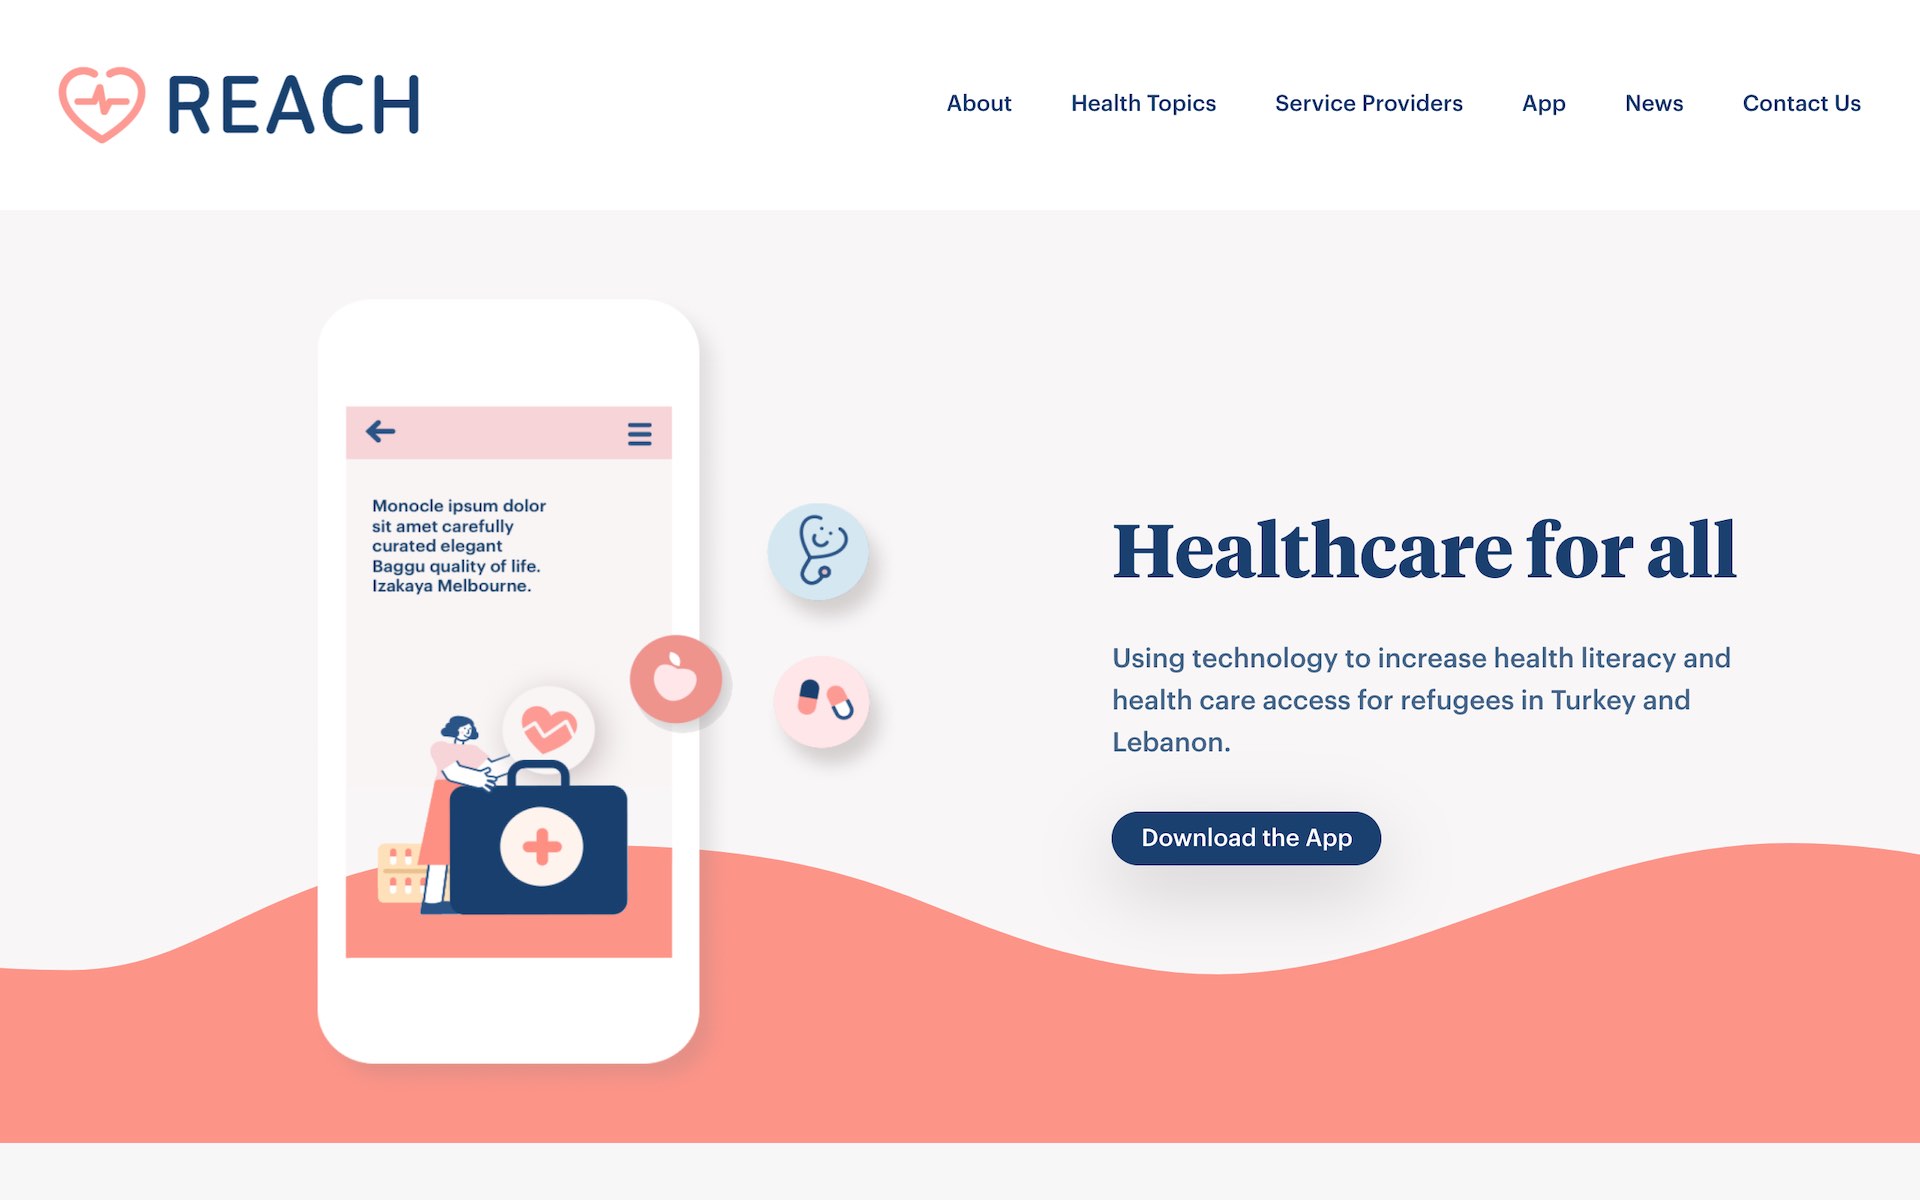 REACH
About
Health Topics
Service Providers
App
News
Contact Us
Monocle ipsum dolor
sit amet carefully
curated elegant
Baggu quality of life.
Izakaya Melbourne.
Healthcare for all
Using technology to increase health literacy and
health care access for refugees in Turkey and
Lebanon.
Download the App